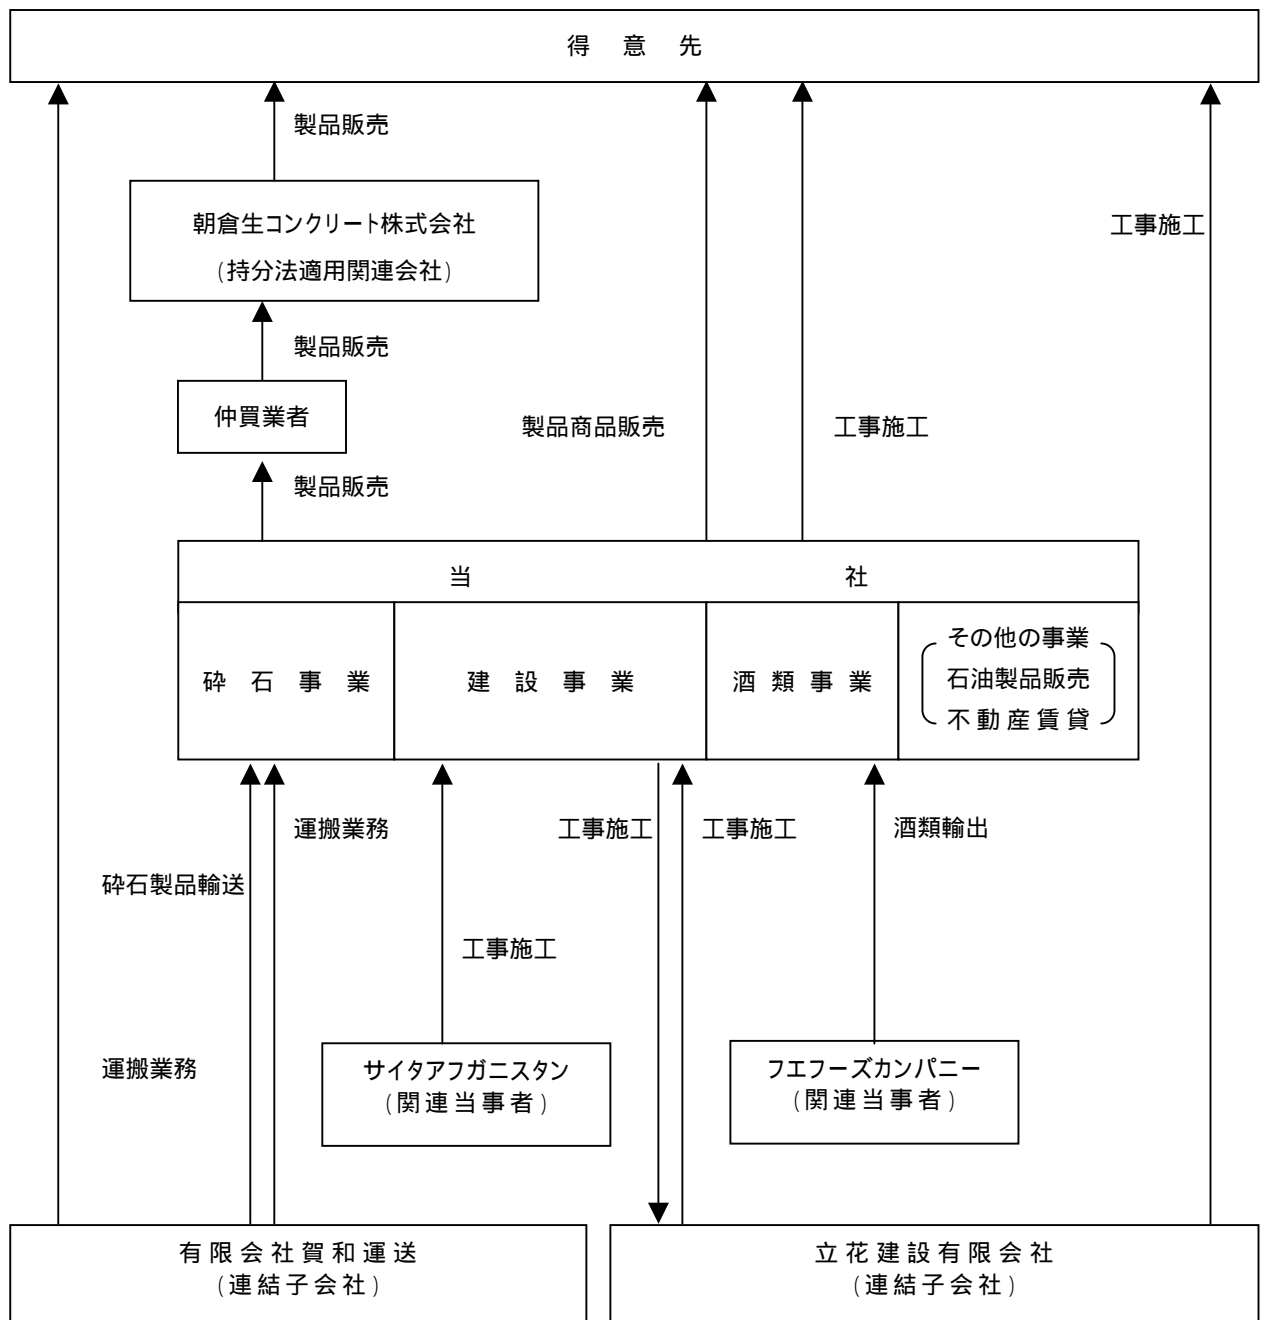 得意先
製品販売
朝倉生コンクリート株式会社
(持分法適用関連会社)
工事施工
製品販売
仲買業者
製品商品販売
工事施工
製品販売
当社
砕石事業
建設事業
酒類事業
その他の事業
石油製品販売
不動産賃貸
運搬業務
工事施工
工事施工
酒類輸出
砕石製品輸送
工事施工
運搬業務
サイタアフガニスタン
(関連当事者)
フエフーズカンパニー
(関連当事者)
有限会社賀和運送
(連結子会社)
立花建設有限会社
(連結子会社)